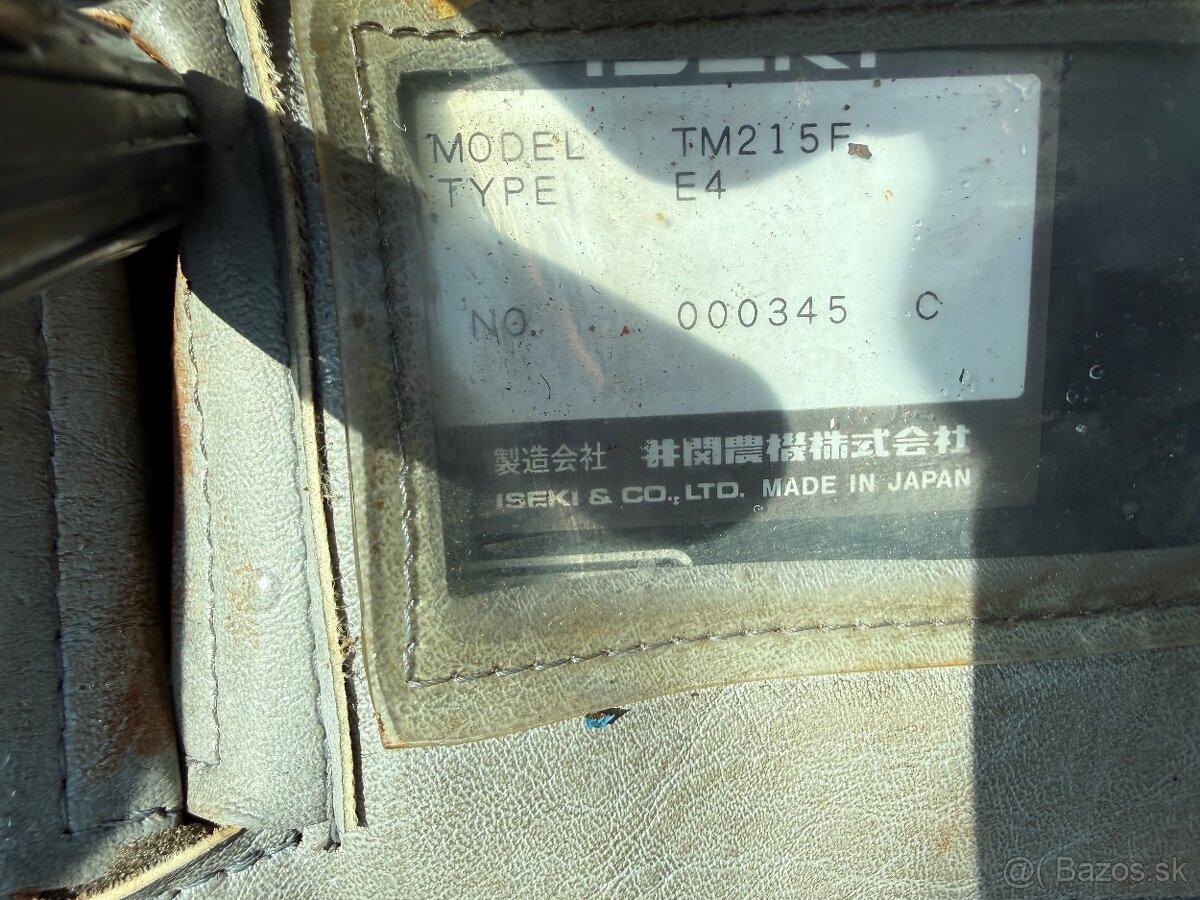 ISEKI
MODEL TM215F
TYPE E4
NO. 000345 C
製造会社 井関農機株式会社
ISEKI & CO., LTD. MADE IN JAPAN
@( Bazos.sk